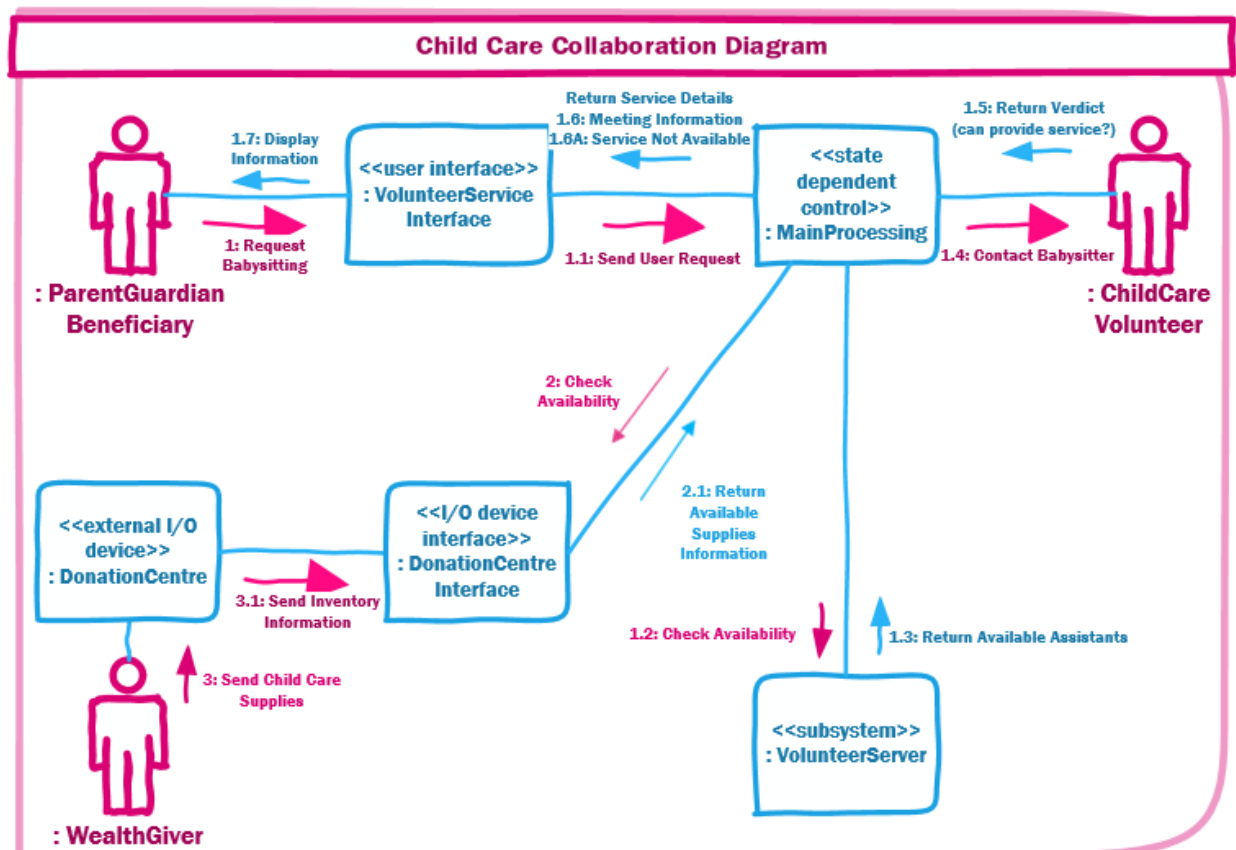 Child Care Collaboration Diagram
1.7: Display
Information
<<user interface>>
: VolunteerService
Interface
Return Service Details
1.6: Meeting Information
1.6A: Service Not Available
<<state
dependent
control>>
: MainProcessing
1.5: Return Verdict
(can provide service?)
1: Request
Babysitting
1.1: Send User Request
1.4: Contact Babysitter
: ParentGuardian
Beneficiary
: ChildCare
Volunteer
2: Check
Availability
2.1: Return
Available
Supplies
Information
<<external I/O
device>>
: DonationCentre
<<I/O device
interface>>
: DonationCentre
Interface
3.1: Send Inventory
Information
1.2: Check Availability
1.3: Return Available Assistants
3: Send Child Care
Supplies
<<subsystem>>
: VolunteerServer
: WealthGiver